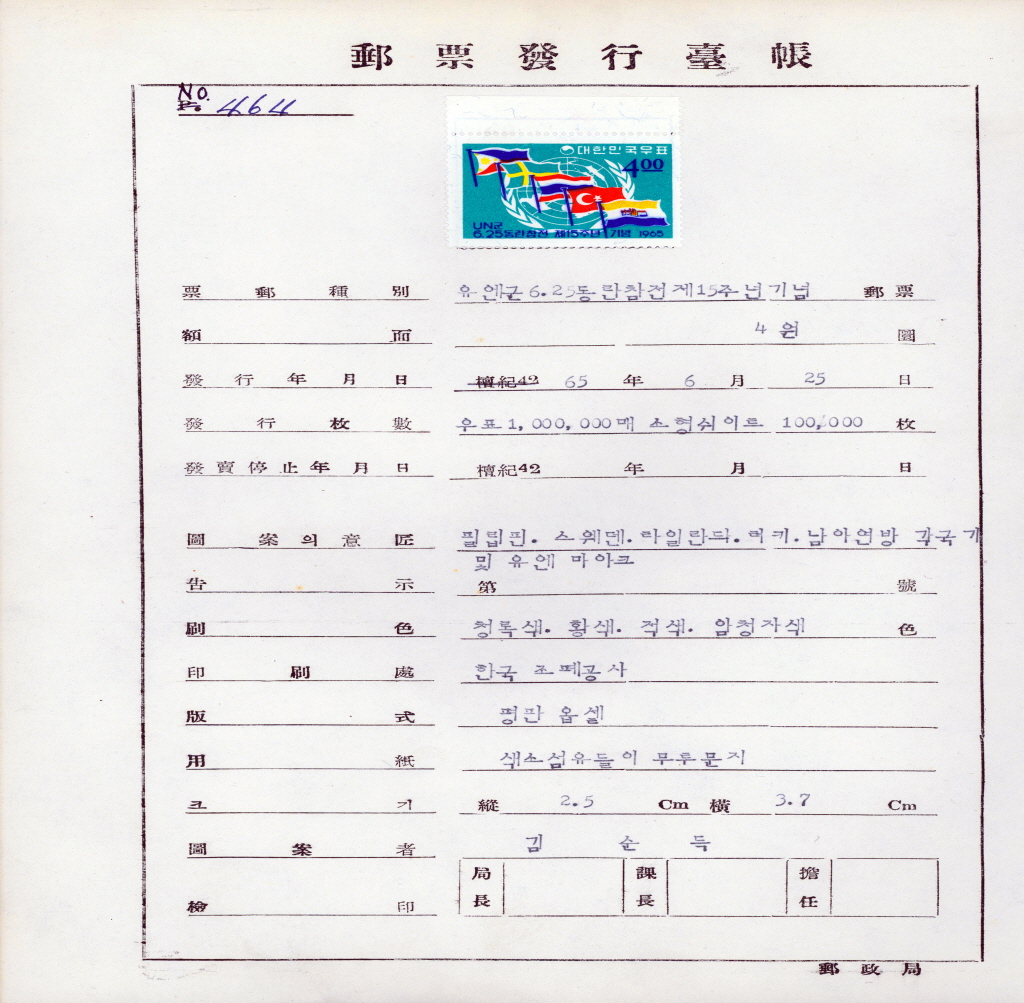 郵票發行臺帳
NO. 464
대한민국우표
4 00
UN군
6.25동란참전 제15주년 기념 1965
票郵種別 유엔군 6.25동란참전제15주년기념 郵票
額面 4원 圜
發行年月日 檀紀42 65 年 6 月 25 日
發行枚數 우표1,000,000매 소형쉬이트 100,000 枚
發賣停止年月日 檀紀42 年 月 日
圖案의意匠 필립핀. 스웨덴. 타일란드. 터키. 남아연방 각국기
및 유엔 마아크
告示 第 號
刷色 청록색. 황색. 적색. 암청자색 色
印刷處 한국 조폐공사
版式 평판 옵셑
用紙 색소섬유들이 무루문지
크기 縱 2.5 Cm 橫 3.7 Cm
圖案者 김순득
檢印 局長 課長 擔任
郵政局